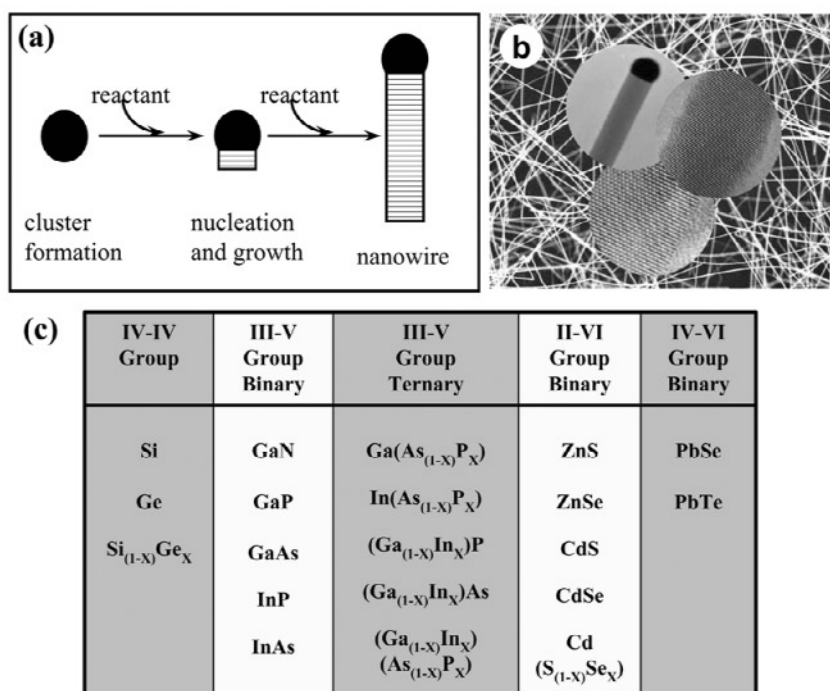 (a)
reactant
reactant
cluster
formation
nucleation
and growth
nanowire
b
(c)
IV-IV
Group
III-V
Group
Binary
III-V
Group
Ternary
II-VI
Group
Binary
IV-VI
Group
Binary
Si
GaN
Ga(As(1-X)PX)
ZnS
PbSe
Ge
GaP
In(As(1-X)PX)
ZnSe
PbTe
Si(1-X)GeX
GaAs
(Ga(1-X)InX)P
CdS
InP
(Ga(1-X)InX)As
CdSe
InAs
(Ga(1-X)InX)
(As(1-X)PX)
Cd
(S(1-X)SeX)